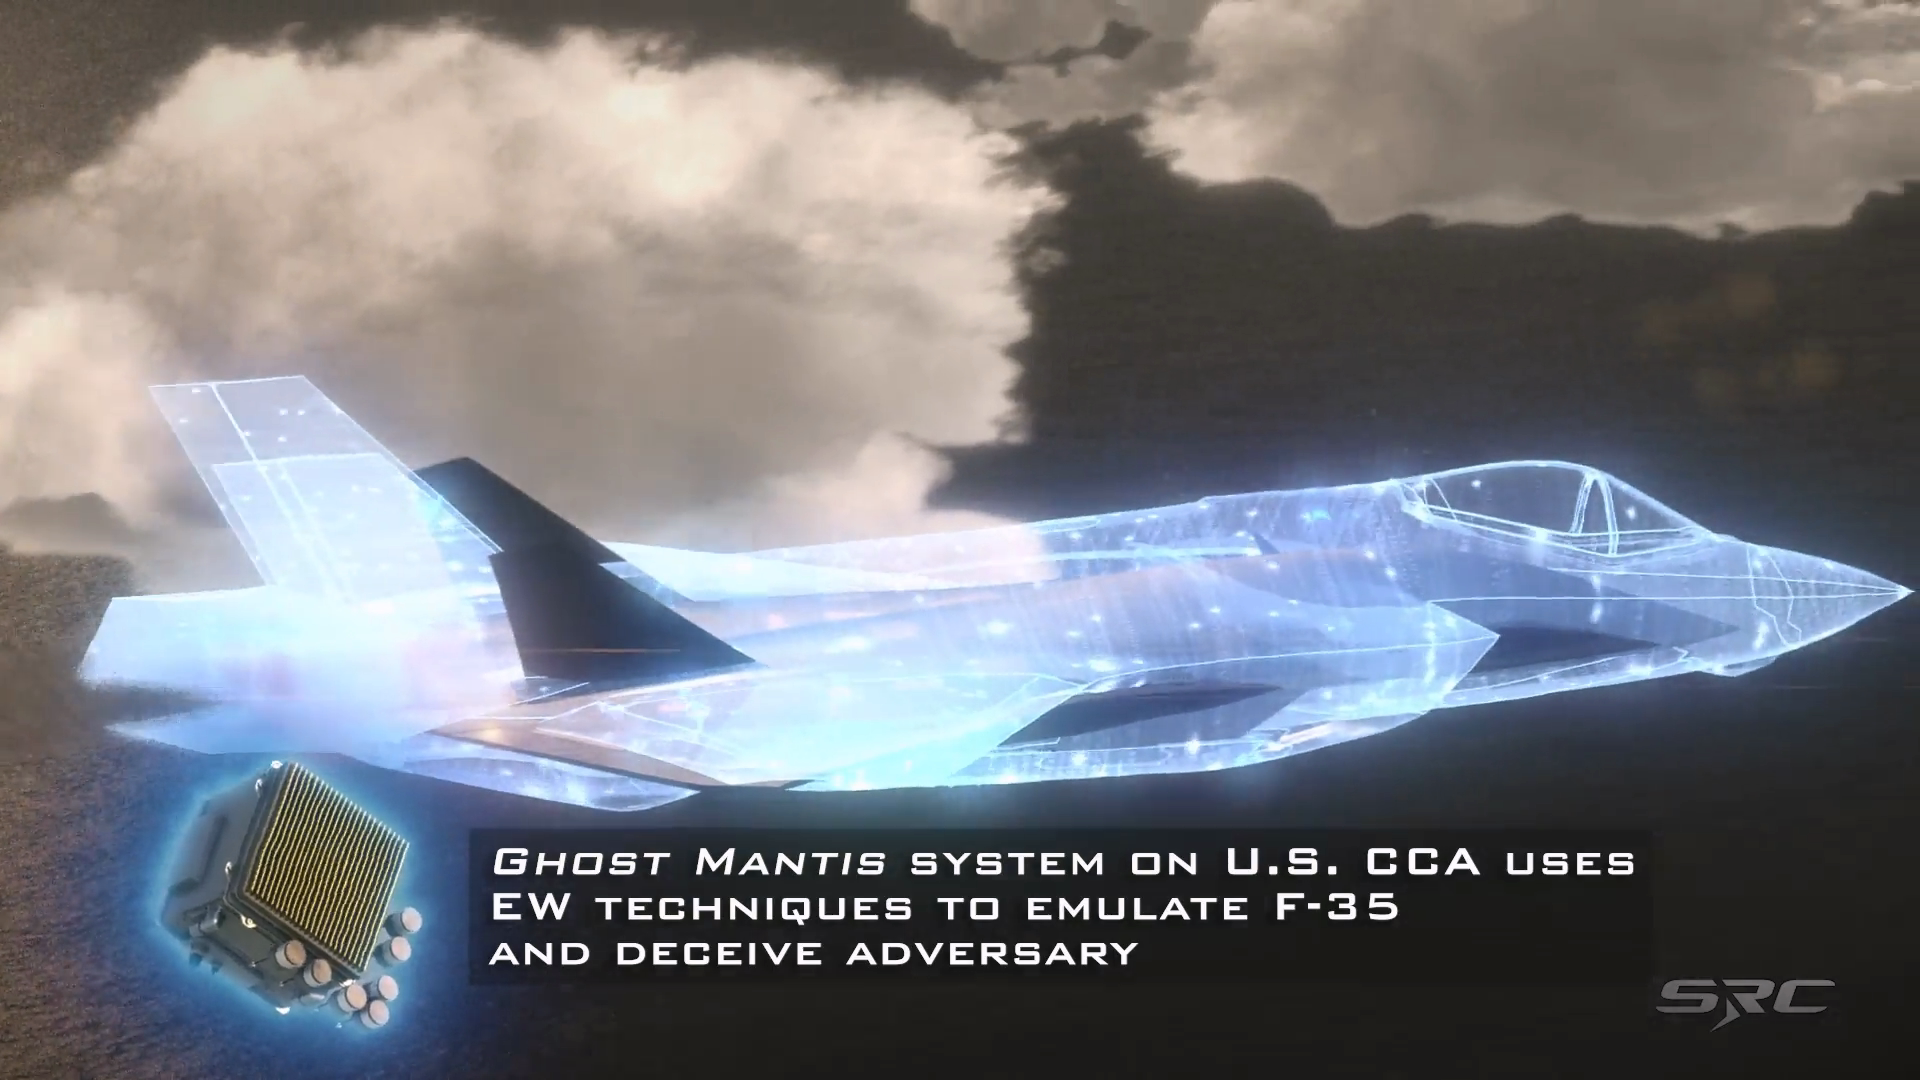 Ghost Mantis system on U.S. CCA uses
EW techniques to emulate F-35
and deceive adversary
SRC